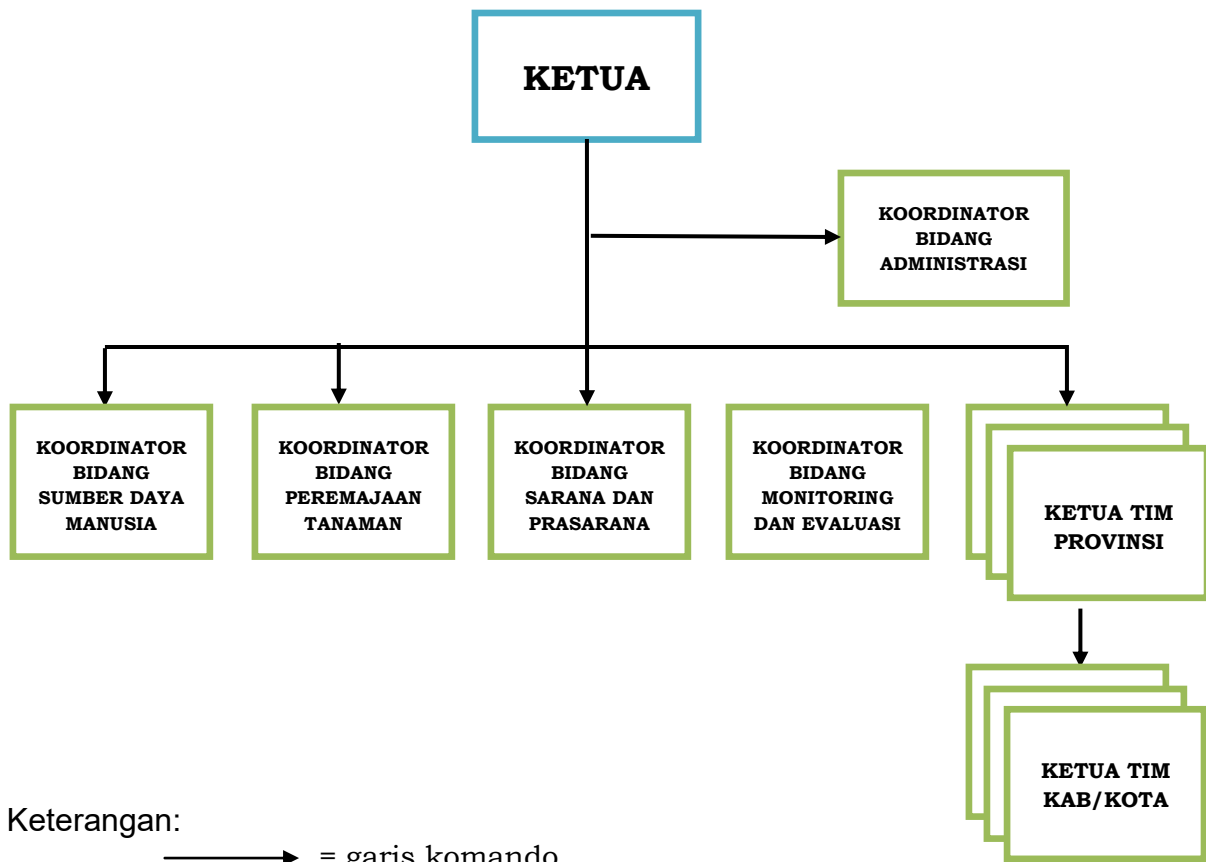 KETUA
KOORDINATOR
BIDANG
ADMINISTRASI
KOORDINATOR
BIDANG
SUMBER DAYA
MANUSIA
KOORDINATOR
BIDANG
PEREMAJAAN
TANAMAN
KOORDINATOR
BIDANG
SARANA DAN
PRASARANA
KOORDINATOR
BIDANG
MONITORING
DAN EVALUASI
KETUA TIM
PROVINSI
KETUA TIM
KAB/KOTA
Keterangan:
= garis komando